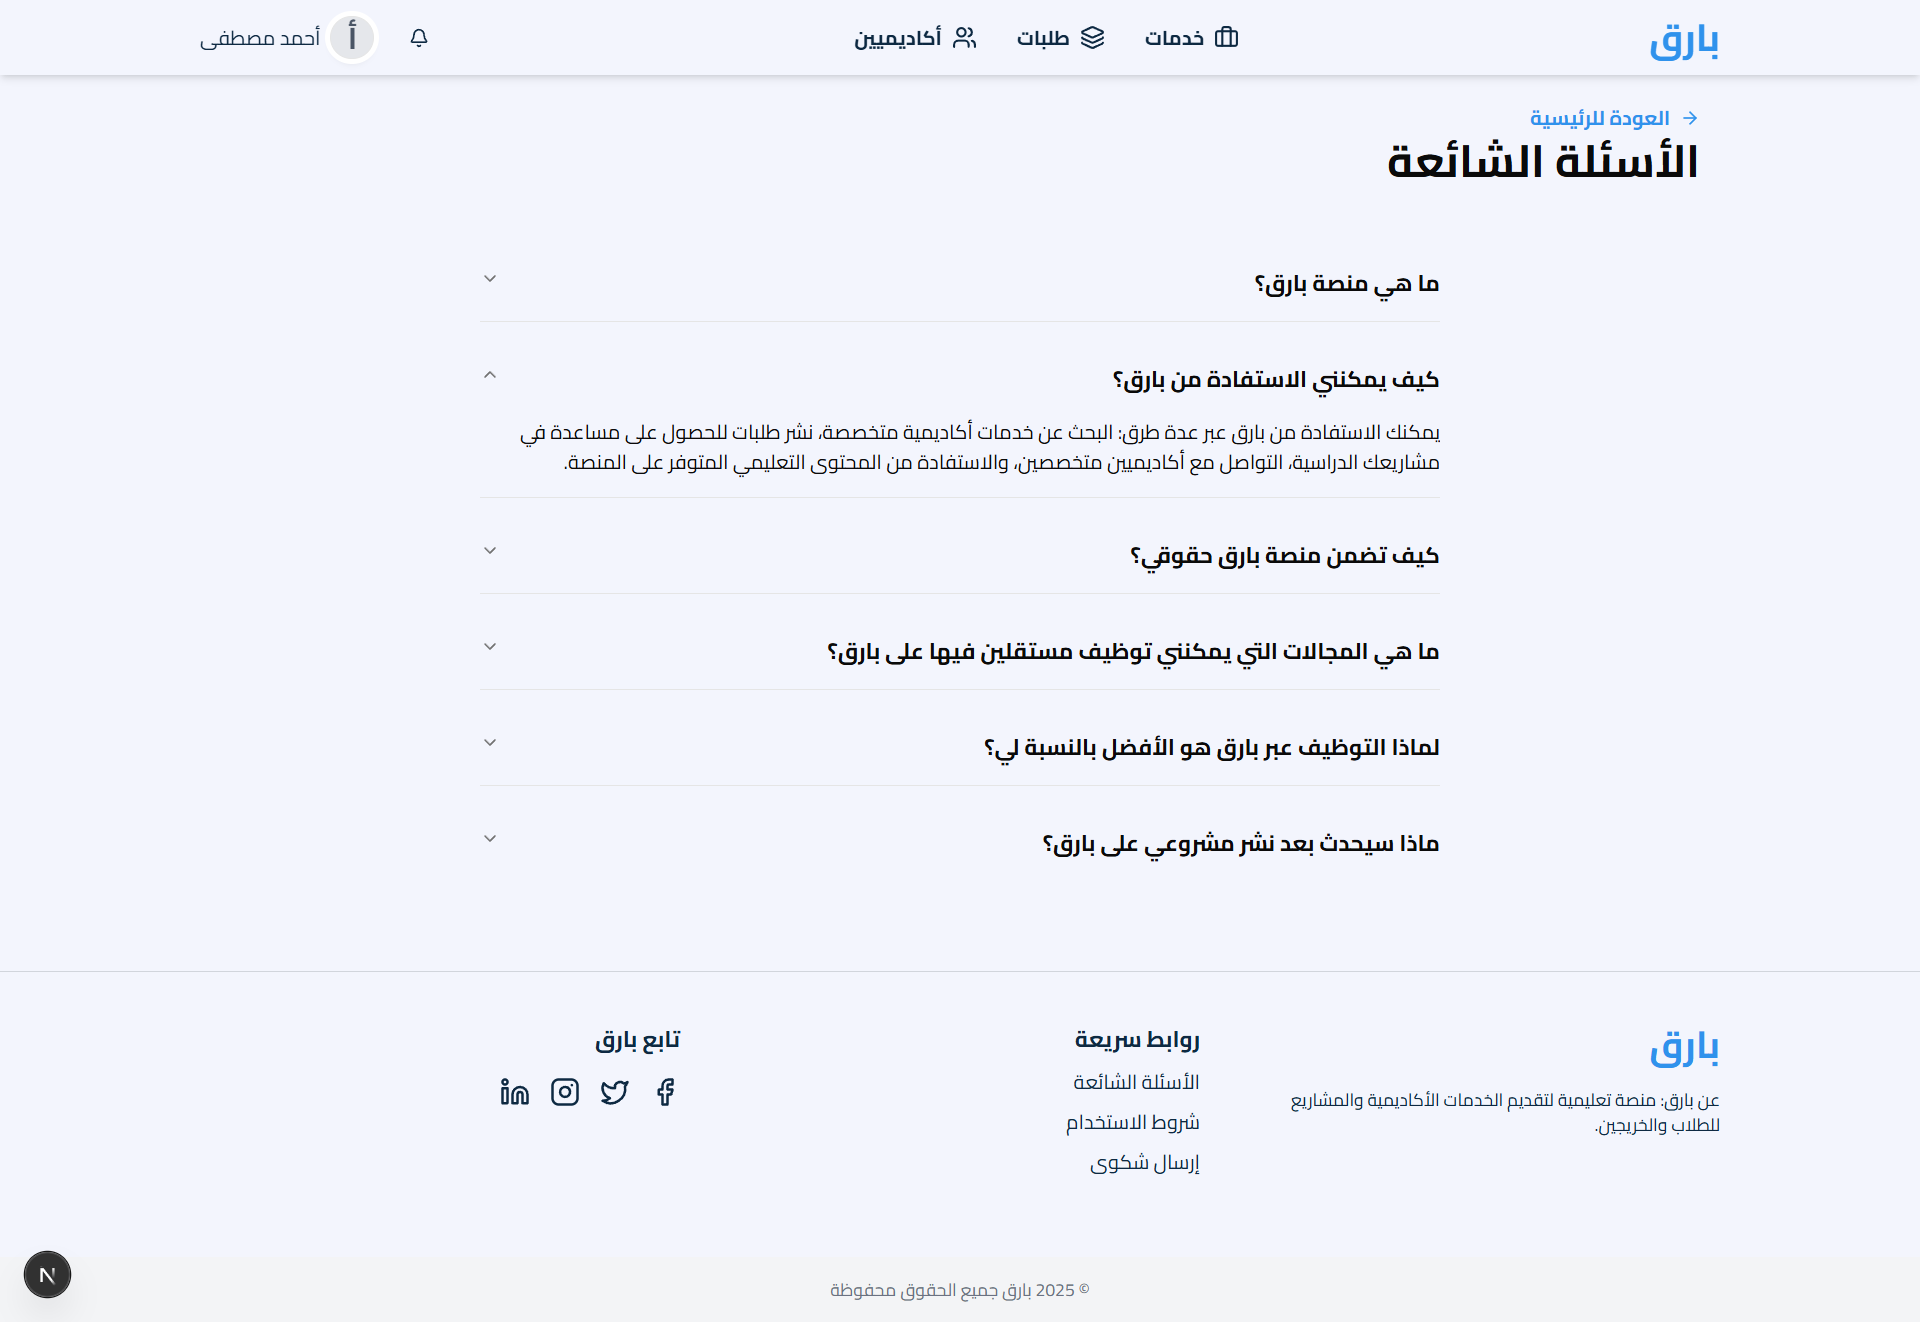 بارق
خدمات
طلبات
أكاديميين
أ
أحمد مصطفى
العودة للرئيسية
الأسئلة الشائعة
ما هي منصة بارق؟
كيف يمكنني الاستفادة من بارق؟
يمكنك الاستفادة من بارق عبر عدة طرق: البحث عن خدمات أكاديمية متخصصة، نشر طلبات للحصول على مساعدة في
مشاريعك الدراسية، التواصل مع أكاديميين متخصصين، والاستفادة من المحتوى التعليمي المتوفر على المنصة.
كيف تضمن منصة بارق حقوقي؟
ما هي المجالات التي يمكنني توظيف مستقلين فيها على بارق؟
لماذا التوظيف عبر بارق هو الأفضل بالنسبة لي؟
ماذا سيحدث بعد نشر مشروعي على بارق؟
بارق
عن بارق: منصة تعليمية لتقديم الخدمات الأكاديمية والمشاريع
للطلاب والخريجين.
روابط سريعة
الأسئلة الشائعة
شروط الاستخدام
إرسال شكوى
تابع بارق
N
© 2025 بارق جميع الحقوق محفوظة